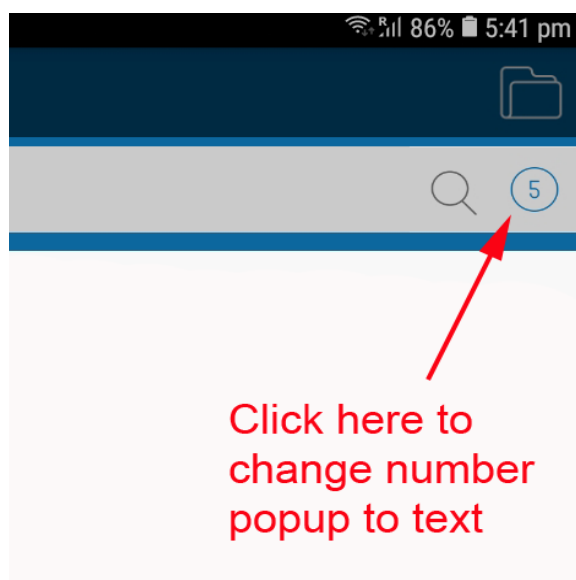 R 86% 5:41 pm
5
Click here to
change number
popup to text